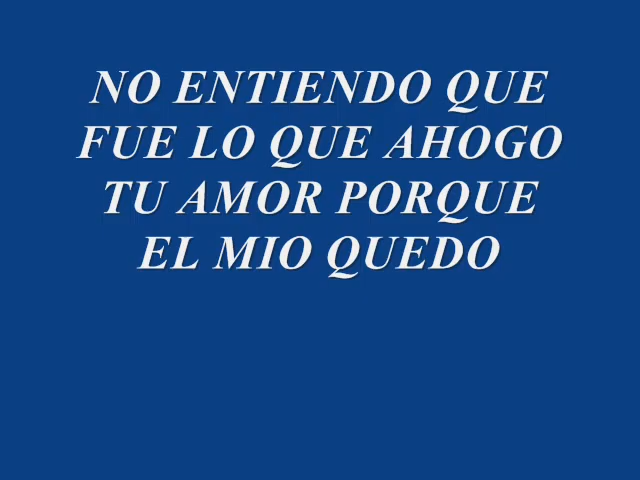 NO ENTIENDO QUE
FUE LO QUE AHOGO
TU AMOR PORQUE
EL MIO QUEDO